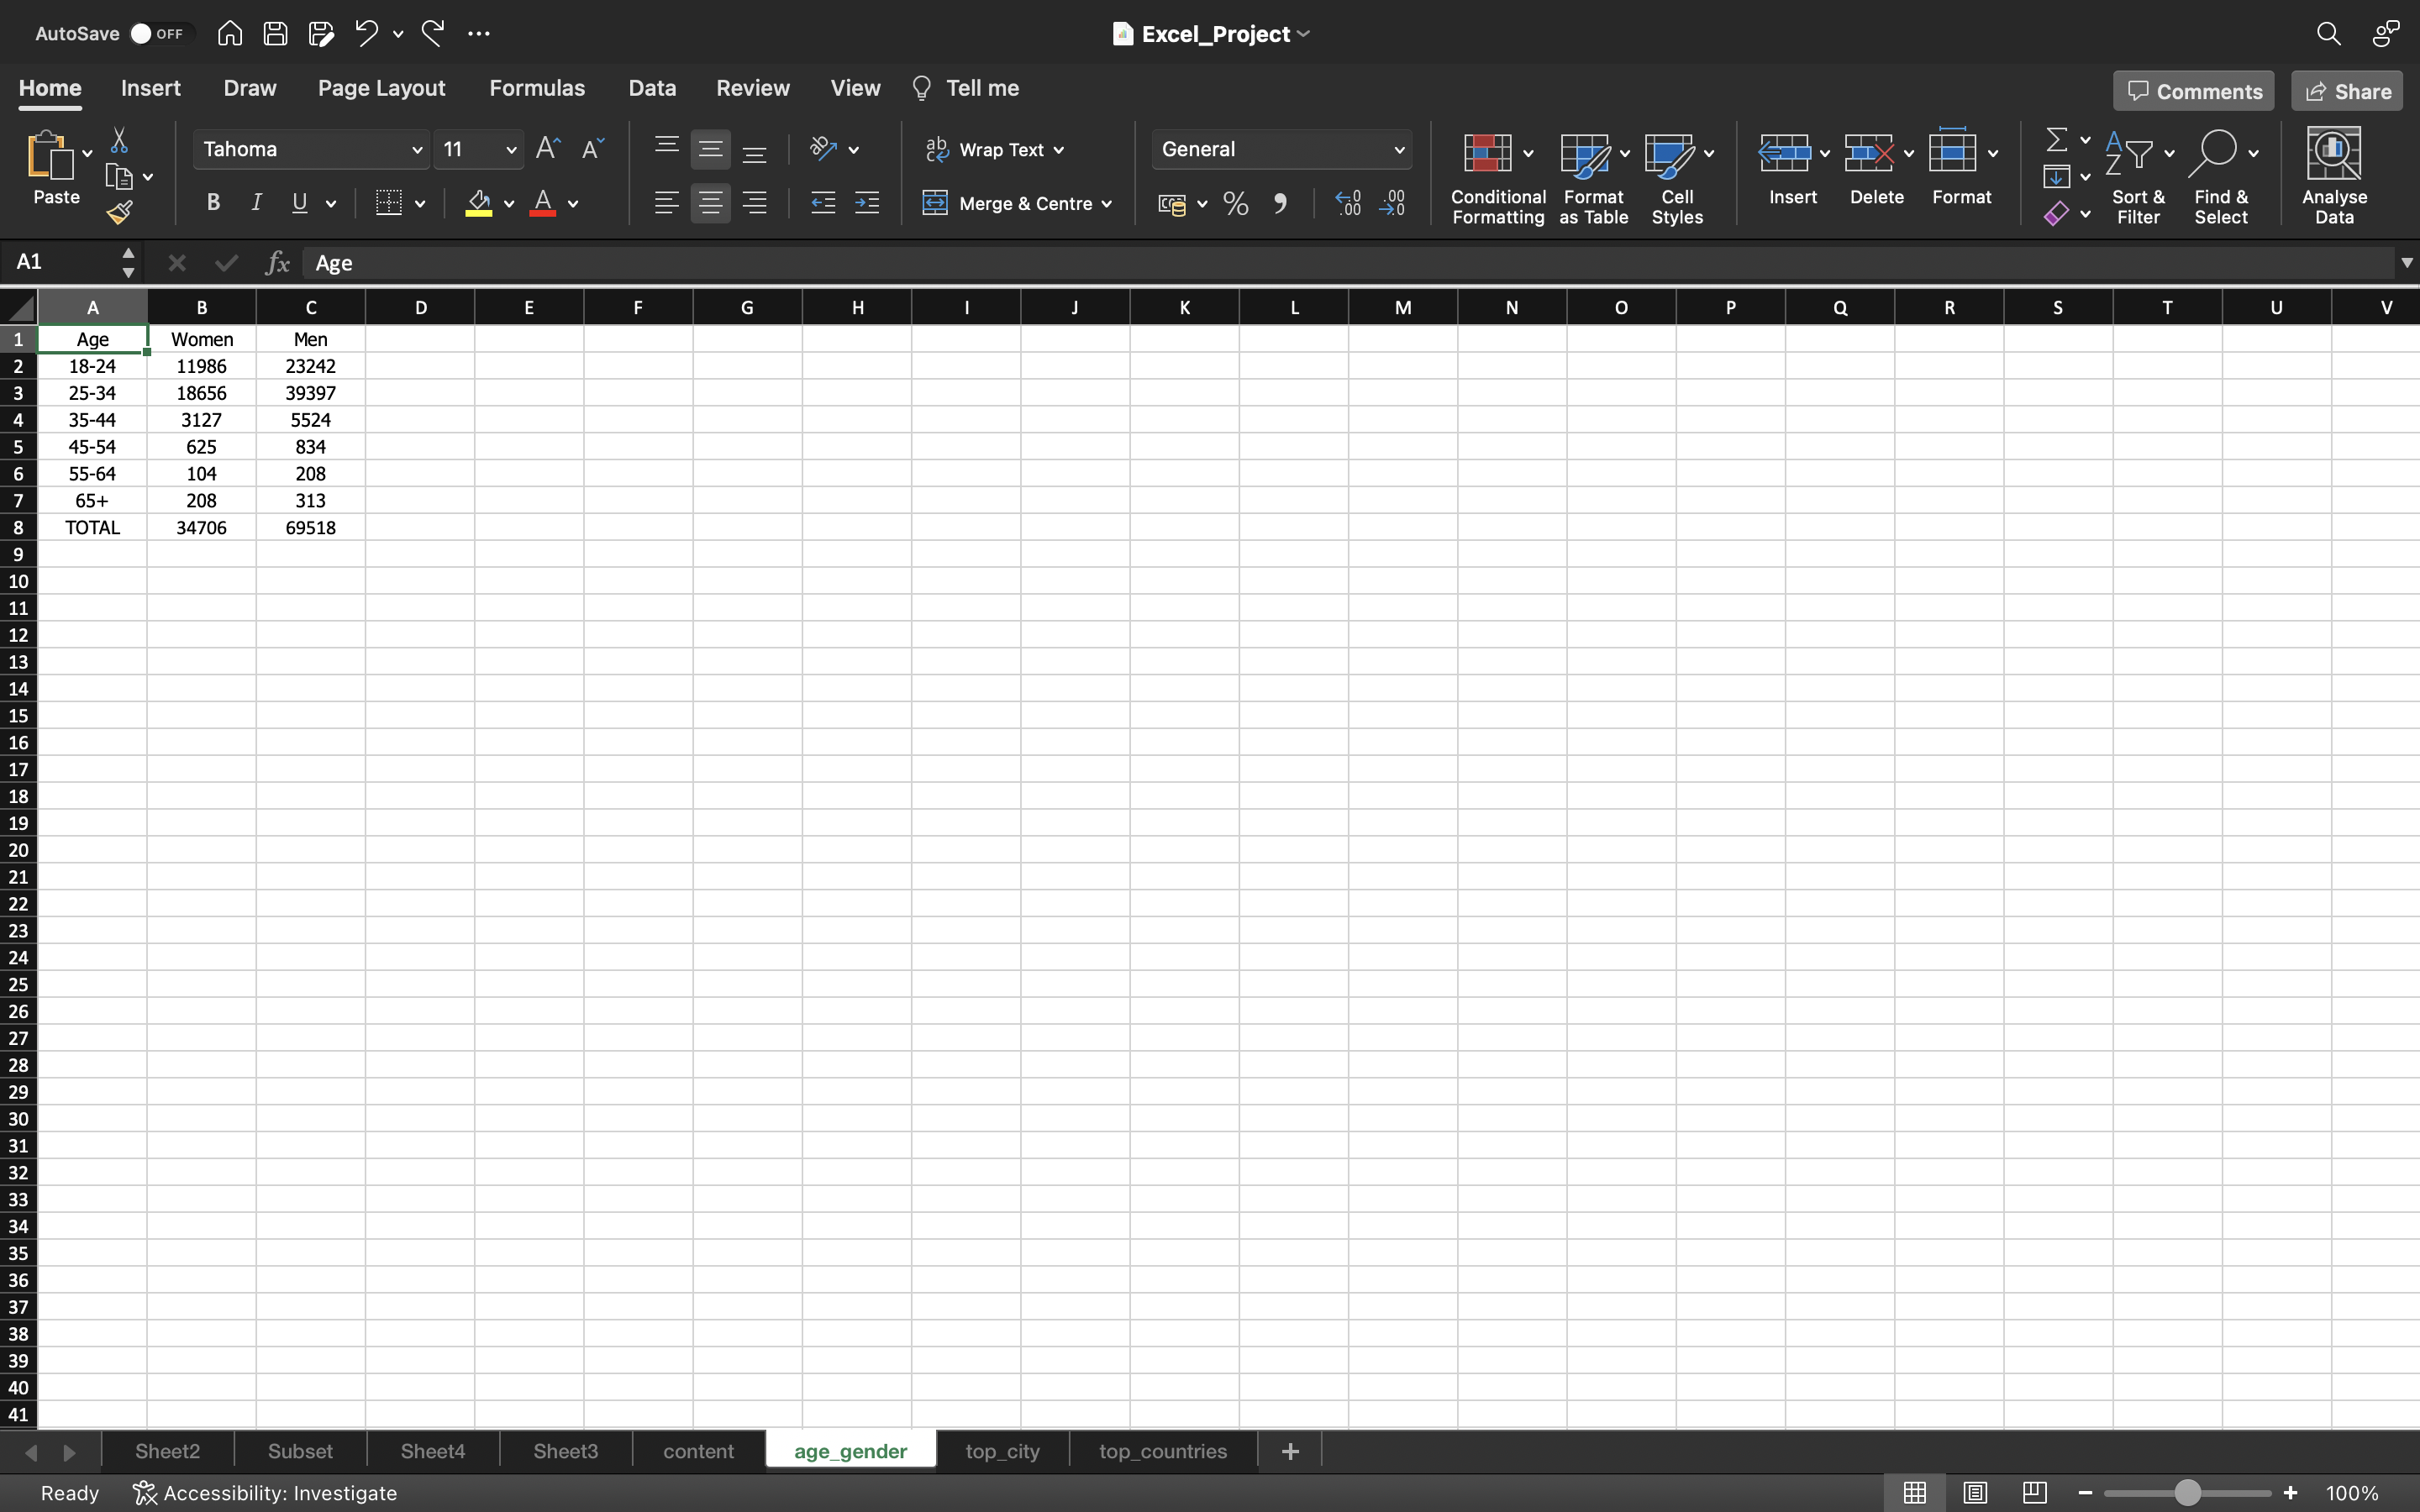 AutoSave OFF Excel_Project
Home Insert Draw Page Layout Formulas Data Review View Tell me Comments Share
Paste Tahoma 11 Wrap Text General Conditional Formatting Format as Table Cell Styles Insert Delete Format Sort & Filter Find & Select Analyse Data
B I U Merge & Centre
A1 fx Age
A B C D E F G H I J K L M N O P Q R S T U V
1 Age Women Men
2 18-24 11986 23242
3 25-34 18656 39397
4 35-44 3127 5524
5 45-54 625 834
6 55-64 104 208
7 65+ 208 313
8 TOTAL 34706 69518
9
10
11
12
13
14
15
16
17
18
19
20
21
22
23
24
25
26
27
28
29
30
31
32
33
34
35
36
37
38
39
40
41
Sheet2 Subset Sheet4 Sheet3 content age_gender top_city top_countries +
Ready Accessibility: Investigate 100%